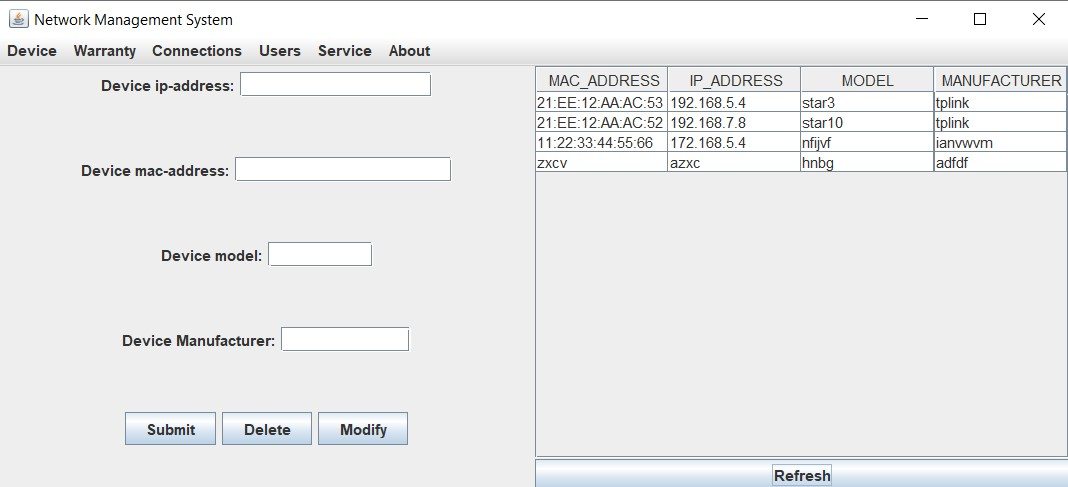 Network Management System
Device Warranty Connections Users Service About
Device ip-address:
Device mac-address:
Device model:
Device Manufacturer:
Submit Delete Modify
MAC_ADDRESS IP_ADDRESS MODEL MANUFACTURER
21:EE:12:AA:AC:53 192.168.5.4 star3 tplink
21:EE:12:AA:AC:52 192.168.7.8 star10 tplink
11:22:33:44:55:66 172.168.5.4 nfijvf ianvwvm
zxcv azxc hnbg adfdf
Refresh